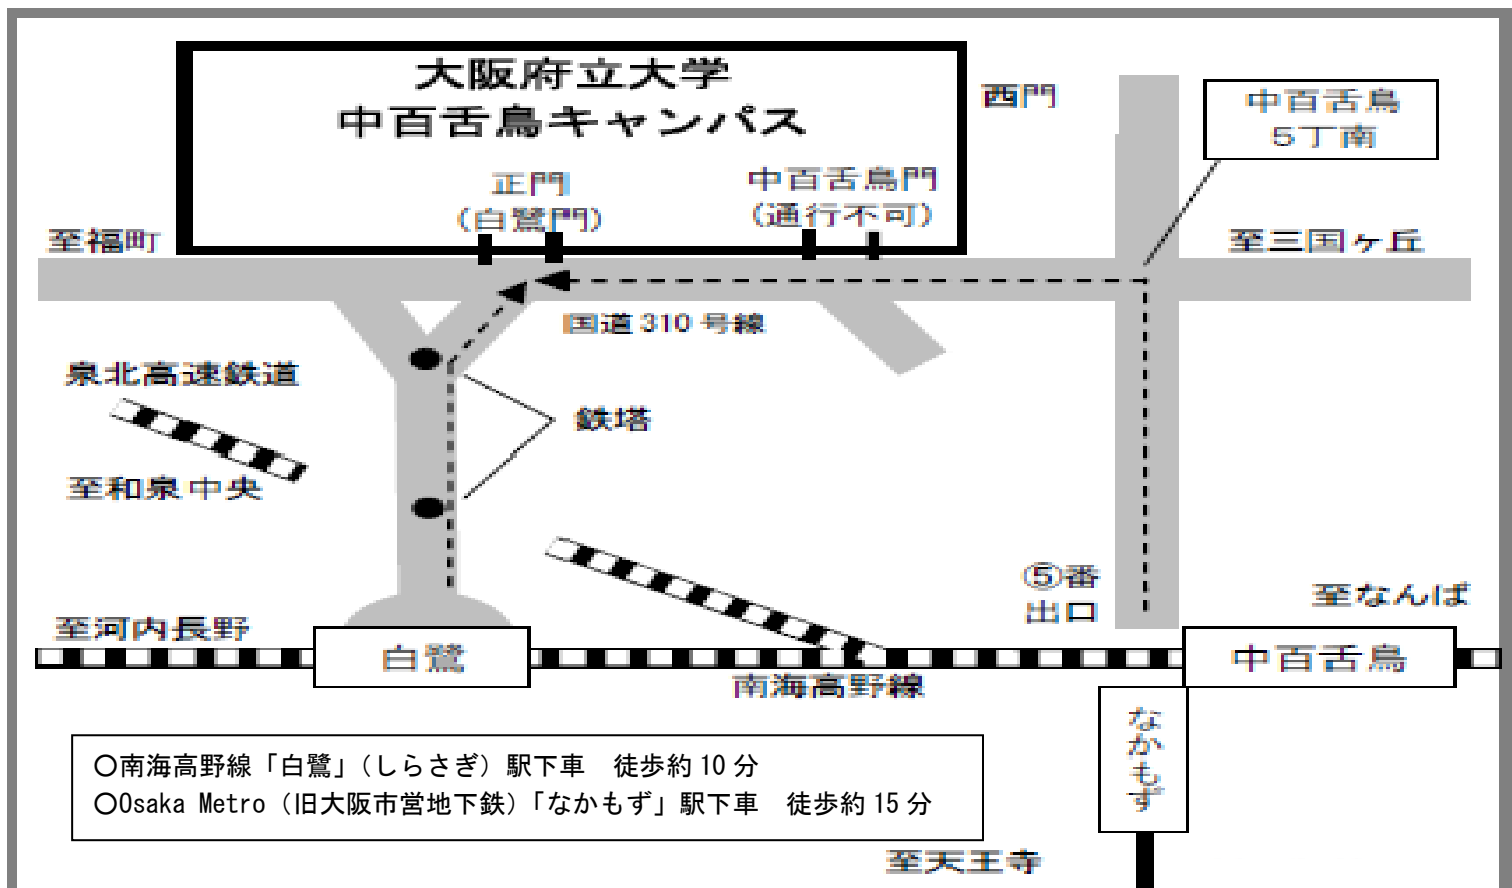 大阪府立大学
中百舌鳥キャンパス
西門
中百舌鳥
5丁南
正門
(白鷺門)
中百舌鳥門
(通行不可)
至福町
至三国ヶ丘
国道310号線
泉北高速鉄道
鉄塔
至和泉中央
⑤番
出口
至なんば
至河内長野
白鷺
中百舌鳥
南海高野線
なかもず
○南海高野線「白鷺」(しらさぎ)駅下車　徒歩約10分
○Osaka Metro(旧大阪市営地下鉄)「なかもず」駅下車　徒歩約15分
至天王寺